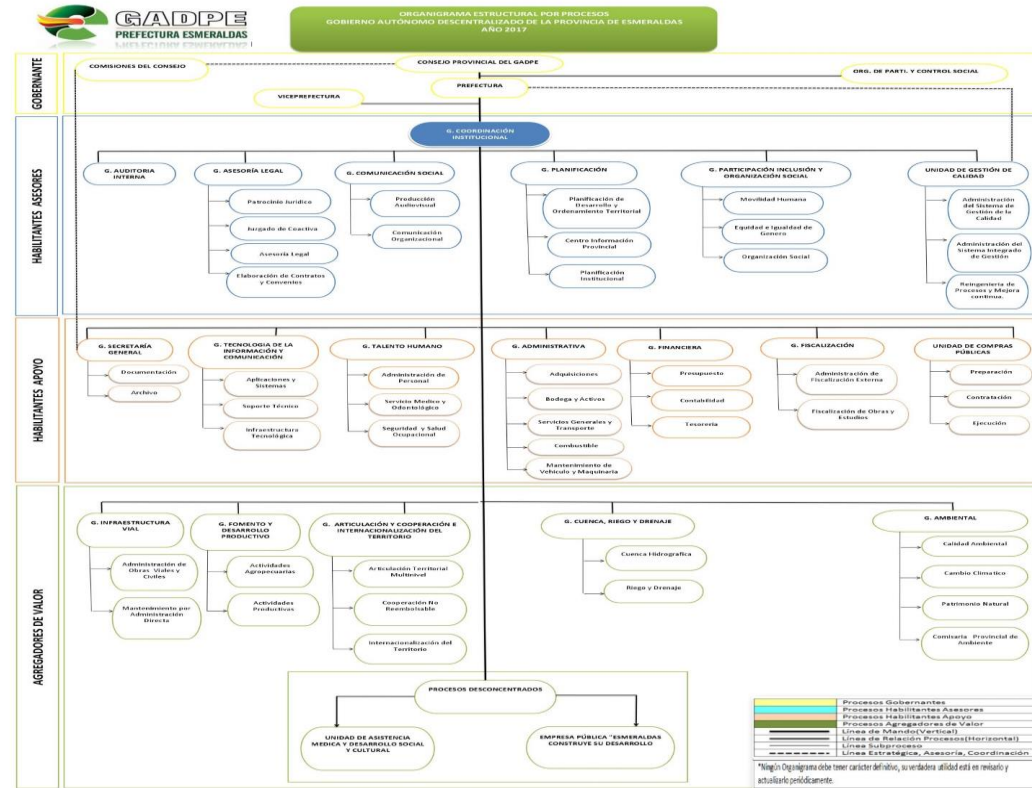 GADPE
PREFECTURA ESMERALDAS
ORGANIGRAMA ESTRUCTURAL POR PROCESOS
GOBIERNO AUTÓNOMO DESCENTRALIZADO DE LA PROVINCIA DE ESMERALDAS
AÑO 2017
GOBERNANTE
COMISIONES DEL CONSEJO
CONSEJO PROVINCIAL DEL GADPE
ORG. DE PARTI. Y CONTROL SOCIAL
PREFECTURA
VICEPREFECTURA
HABILITANTES ASESORES
G. COORDINACIÓN
INSTITUCIONAL
G. AUDITORIA
INTERNA
G. ASESORÍA LEGAL
Patrocinio Jurídico
Juzgado de Coactiva
Asesoría Legal
Elaboración de Contratos
y Convenios
G. COMUNICACIÓN SOCIAL
Producción
Audiovisual
Comunicación
Organizacional
G. PLANIFICACIÓN
Planificación de
Desarrollo y
Ordenamiento Territorial
Centro Información
Provincial
Planificación
Institucional
G. PARTICIPACIÓN INCLUSIÓN Y
ORGANIZACIÓN SOCIAL
Movilidad Humana
Equidad e Igualdad de
Genero
Organización Social
UNIDAD DE GESTIÓN DE
CALIDAD
Administración
del Sistema de
Gestión de la
Calidad
Administración del
Sistema Integrado
de Gestión
Reingeniería de
Procesos y Mejora
continua.
HABILITANTES APOYO
G. SECRETARÍA
GENERAL
Documentación
Archivo
G. TECNOLOGIA DE LA
INFORMACIÓN Y
COMUNICACIÓN
Aplicaciones y
Sistemas
Soporte Técnico
Infraestructura
Tecnológica
G. TALENTO HUMANO
Administración de
Personal
Servicio Medico y
Odontológico
Seguridad y Salud
Ocupacional
G. ADMINISTRATIVA
Adquisiciones
Bodega y Activos
Servicios Generales y
Transporte
Combustible
Mantenimiento de
Vehículo y Maquinaria
G. FINANCIERA
Presupuesto
Contabilidad
Tesorería
G. FISCALIZACIÓN
Administración de
Fiscalización Externa
Fiscalización de Obras y
Estudios
UNIDAD DE COMPRAS
PÚBLICAS
Preparación
Contratación
Ejecución
AGREGADORES DE VALOR
G. INFRAESTRUCTURA
VIAL
Administración de
Obras Viales y
Civiles
Mantenimiento por
Administración
Directa
G. FOMENTO Y
DESARROLLO
PRODUCTIVO
Actividades
Agropecuarias
Actividades
Productivas
G. ARTICULACIÓN Y COOPERACIÓN E
INTERNACIONALIZACIÓN DEL
TERRITORIO
Articulación Territorial
Multinivel
Cooperación No
Reembolsable
Internacionalización del
Territorio
G. CUENCA, RIEGO Y DRENAJE
Cuenca Hidrografica
Riego y Drenaje
G. AMBIENTAL
Calidad Ambiental
Cambio Climatico
Patrimonio Natural
Comisaria Provincial de
Ambiente
PROCESOS DESCONCENTRADOS
UNIDAD DE ASISTENCIA
MEDICA Y DESARROLLO SOCIAL
Y CULTURAL
EMPRESA PÚBLICA "ESMERALDAS
CONSTRUYE SU DESARROLLO
Procesos Gobernantes
Procesos Habilitantes Asesores
Procesos Habilitantes Apoyo
Procesos Agregadores de Valor
Línea de Mando(Vertical)
Línea de Relación Procesos(Horizontal)
Línea Subproceso
Línea Estratégica, Asesoría, Coordinación
*Ningún Organigrama debe tener carácter definitivo, su verdadera utilidad está en revisarlo y
actualizarlo periódicamente.